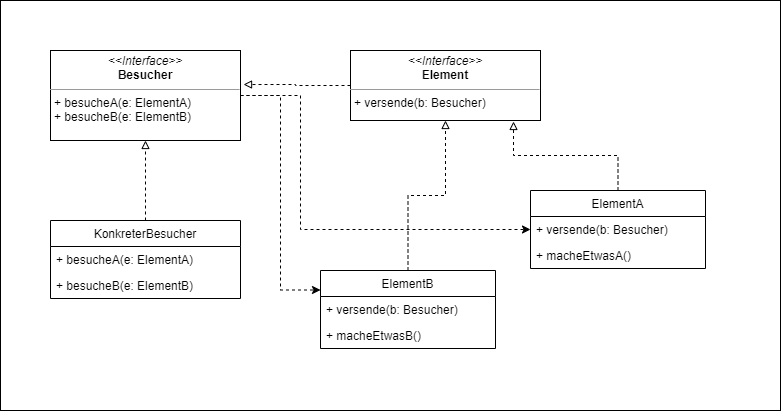 <<Interface>>
Besucher
+ besucheA(e: ElementA)
+ besucheB(e: ElementB)
<<Interface>>
Element
+ versende(b: Besucher)
KonkreterBesucher
+ besucheA(e: ElementA)
+ besucheB(e: ElementB)
ElementB
+ versende(b: Besucher)
+ macheEtwasB()
ElementA
+ versende(b: Besucher)
+ macheEtwasA()